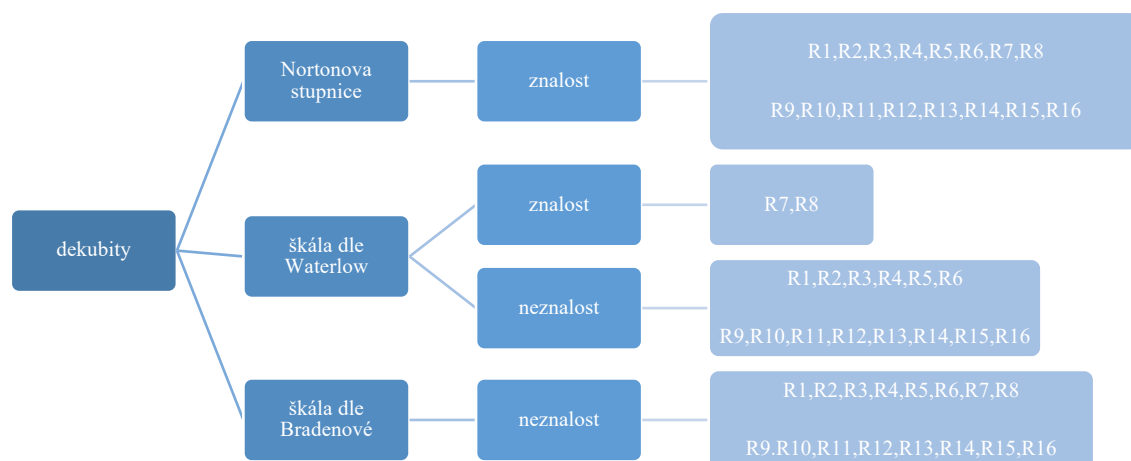 dekubity
Nortonova
stupnice
znalost
R1,R2,R3,R4,R5,R6,R7,R8
R9,R10,R11,R12,R13,R14,R15,R16
škála dle
Waterlow
znalost
R7,R8
neznalost
R1,R2,R3,R4,R5,R6
R9,R10,R11,R12,R13,R14,R15,R16
škála dle
Bradenové
neznalost
R1,R2,R3,R4,R5,R6,R7,R8
R9.R10,R11,R12,R13,R14,R15,R16